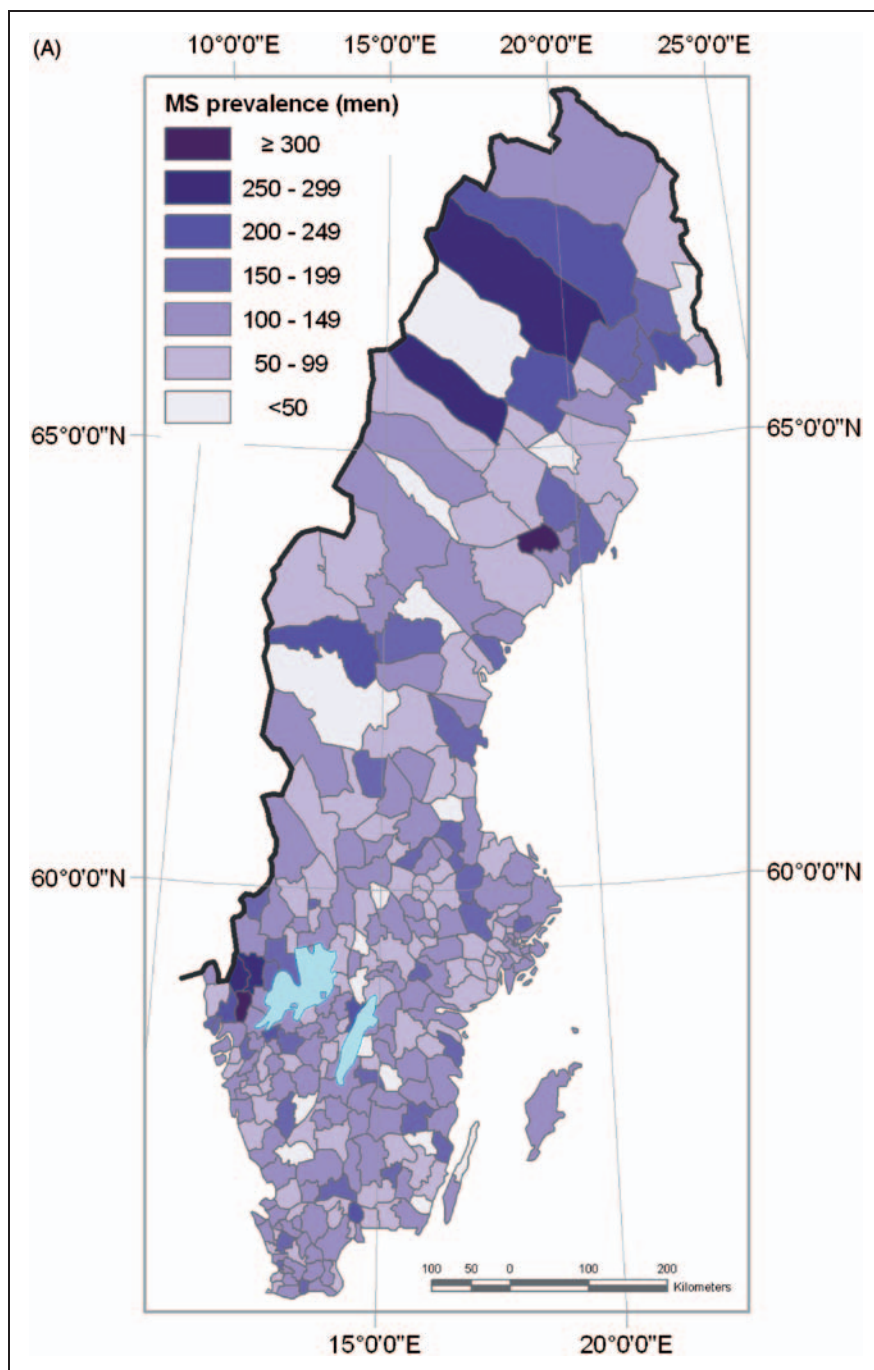 (A)
10°0'0"E 15°0'0"E 20°0'0"E 25°0'0"E
MS prevalence (men)
≥ 300
250 - 299
200 - 249
150 - 199
100 - 149
50 - 99
<50
65°0'0"N 65°0'0"N
60°0'0"N 60°0'0"N
100 50 0 100 200
Kilometers
15°0'0"E 20°0'0"E